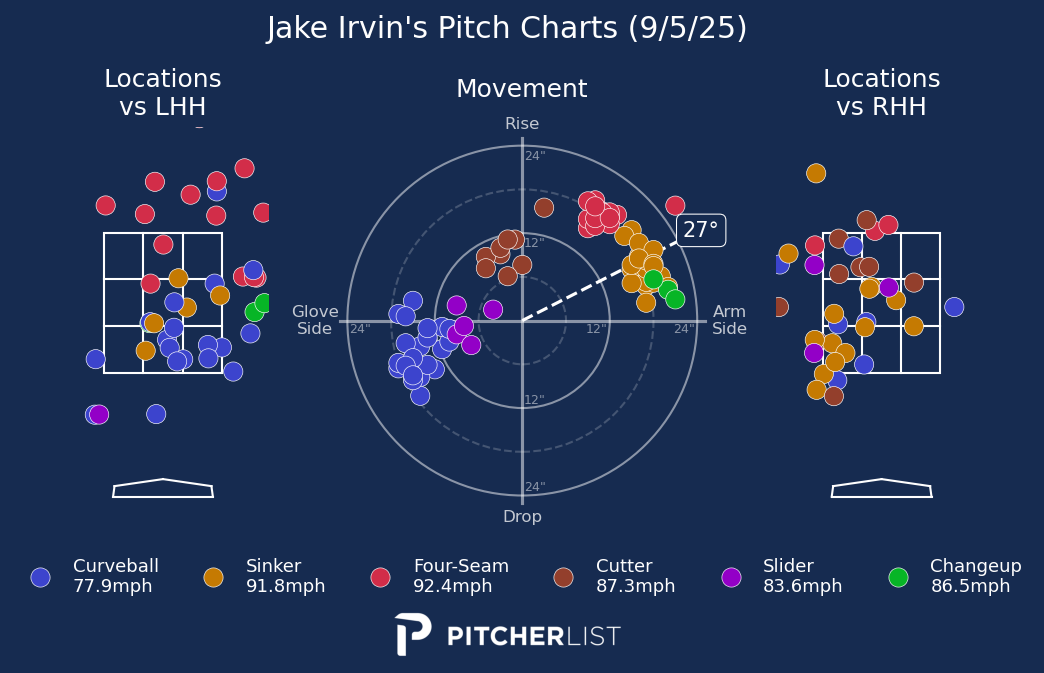 Jake Irvin's Pitch Charts (9/5/25)
Locations
vs LHH
Movement
Locations
vs RHH
Rise
24"
12"
27°
Glove
Side
24"
12"
24"
Arm
Side
12"
24"
Drop
Curveball
77.9mph
Sinker
91.8mph
Four-Seam
92.4mph
Cutter
87.3mph
Slider
83.6mph
Changeup
86.5mph
PITCHERLIST